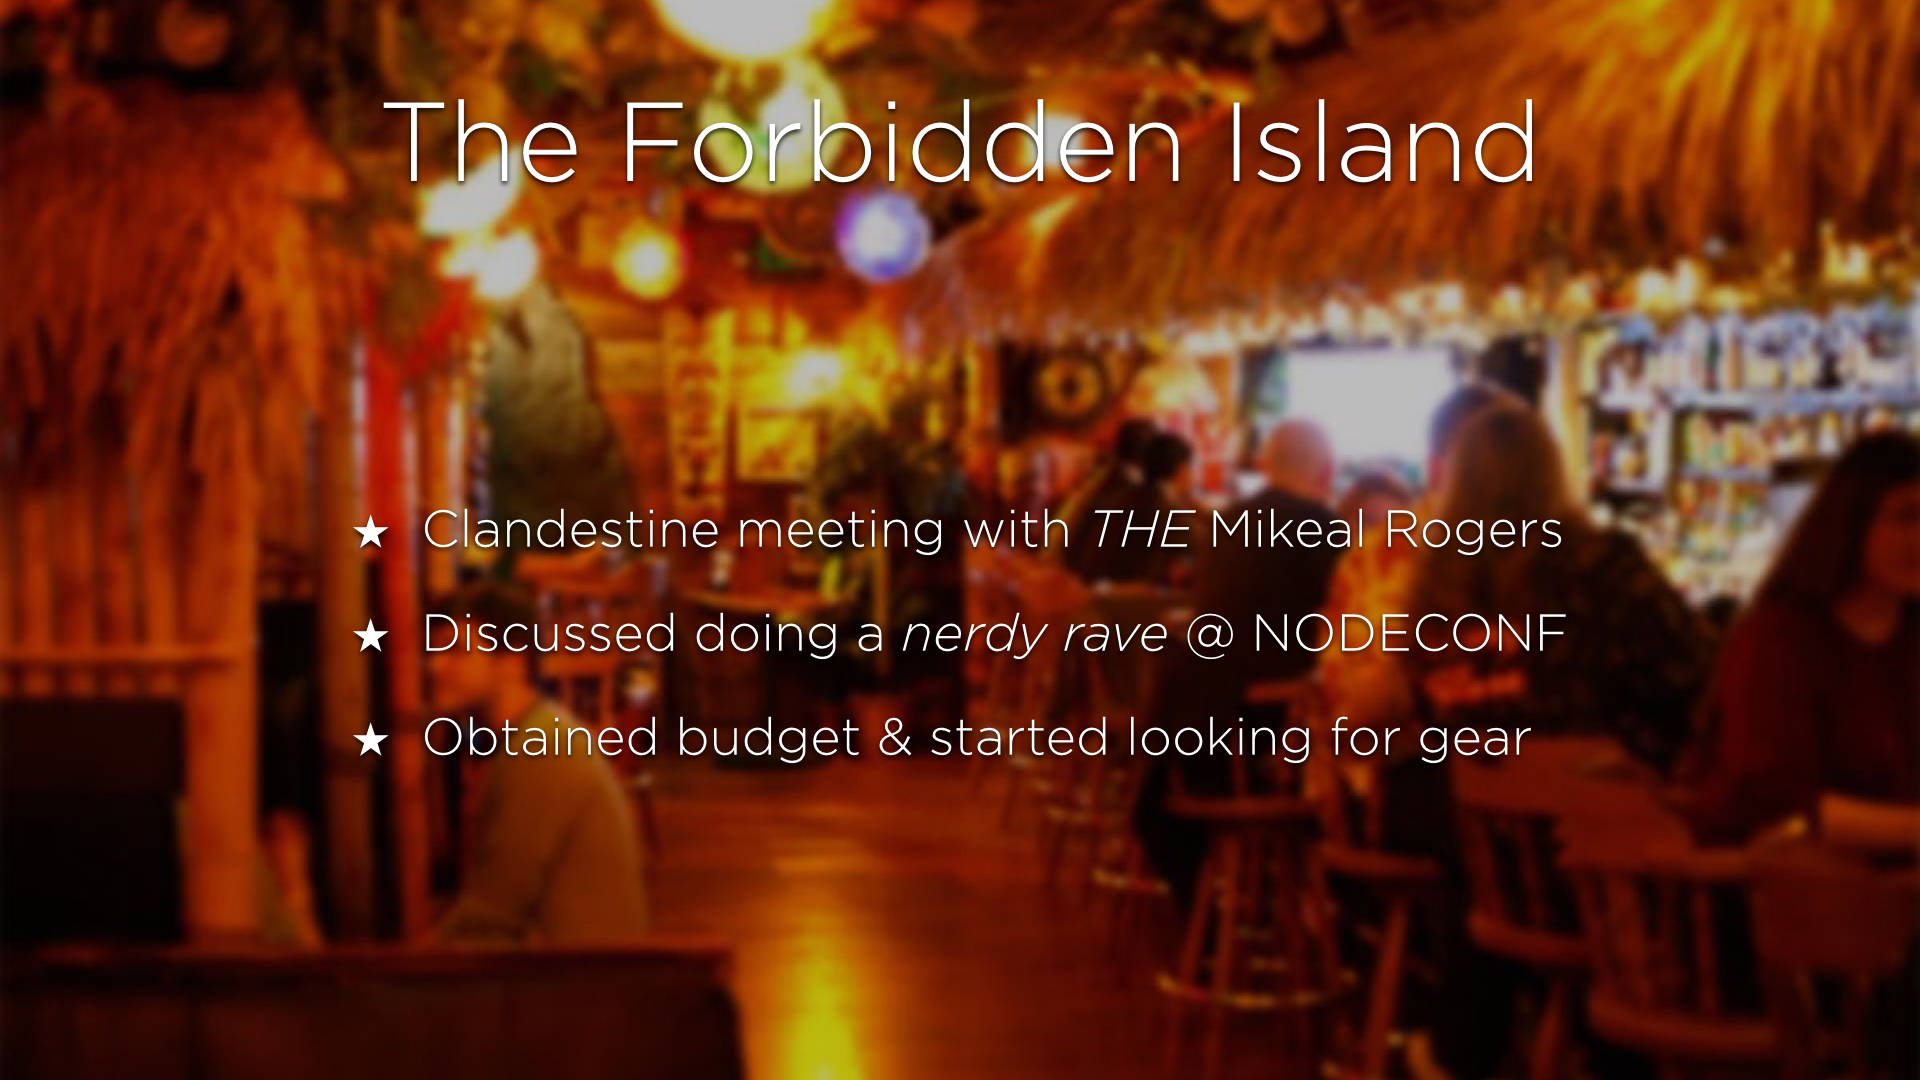 The Forbidden Island
★ Clandestine meeting with THE Mikeal Rogers
★ Discussed doing a nerdy rave @ NODECONF
★ Obtained budget & started looking for gear